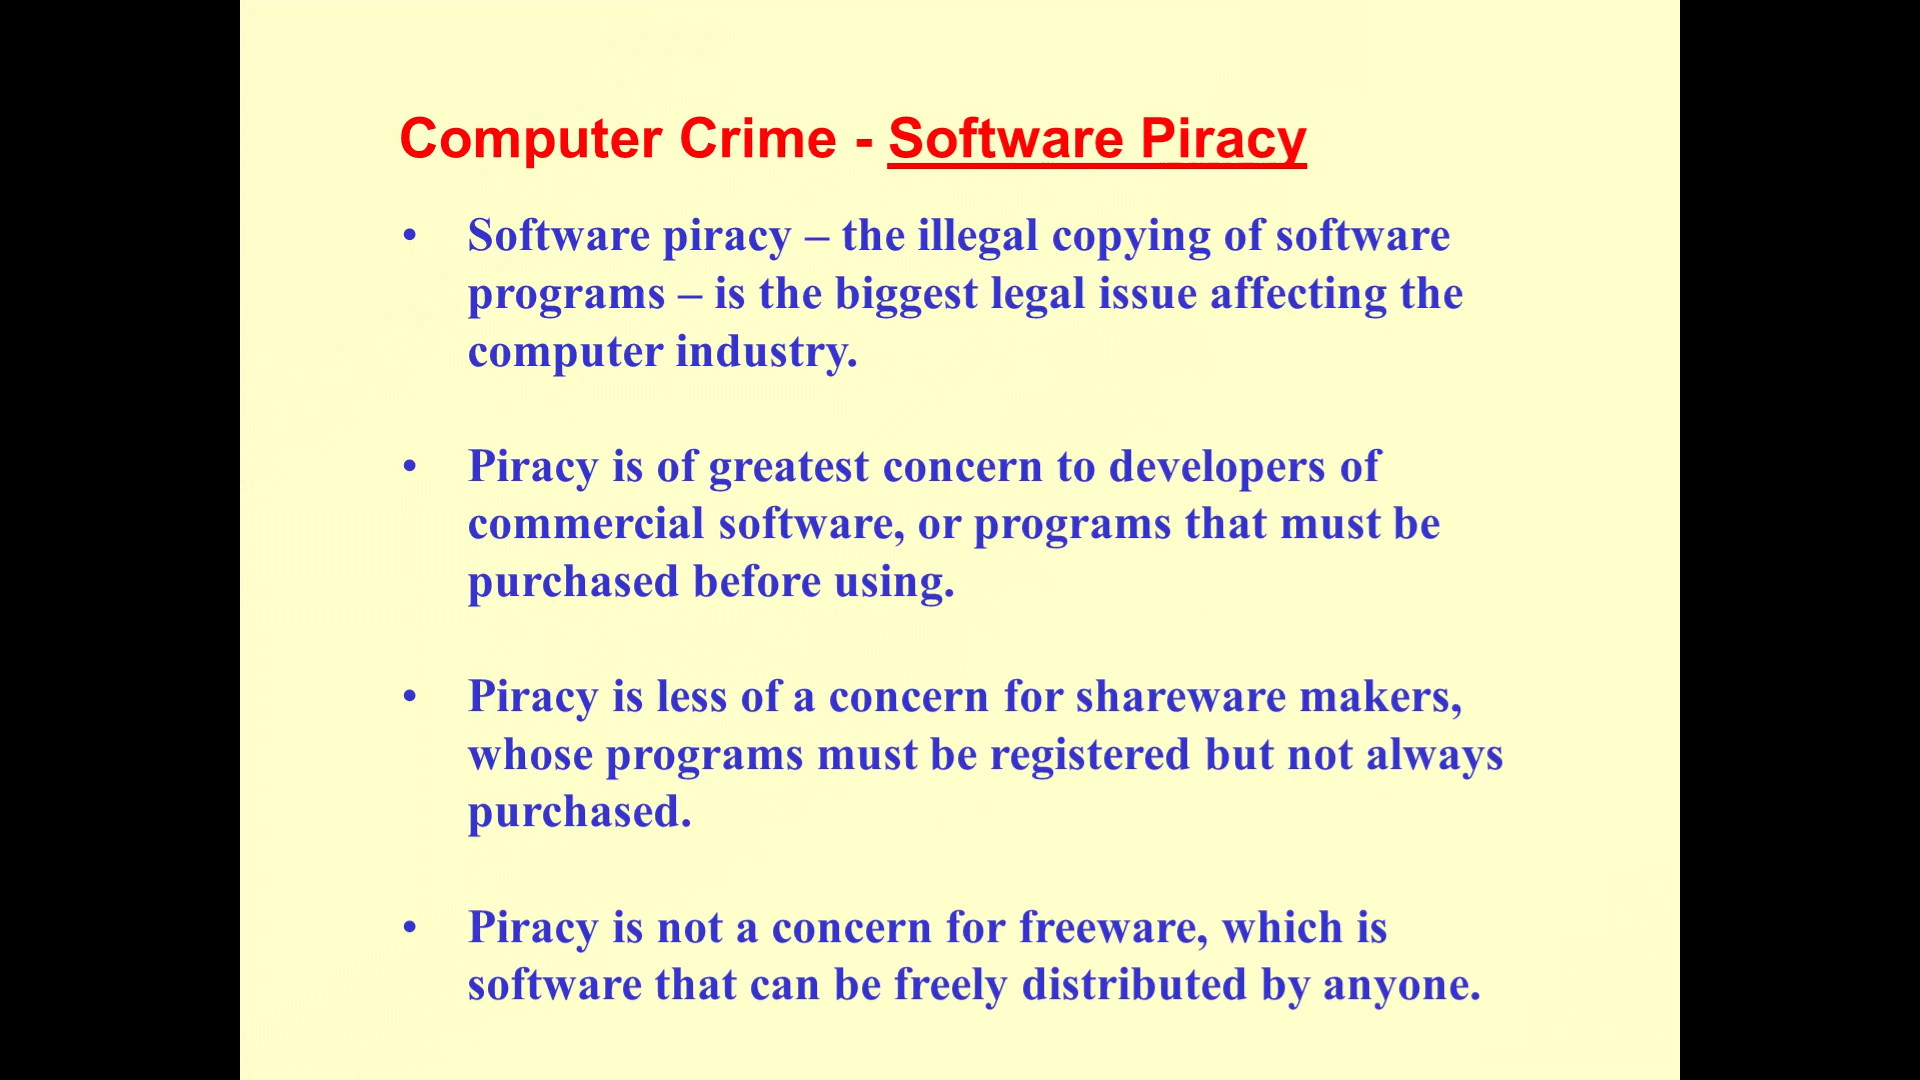 Computer Crime - Software Piracy
• Software piracy – the illegal copying of software
programs – is the biggest legal issue affecting the
computer industry.
• Piracy is of greatest concern to developers of
commercial software, or programs that must be
purchased before using.
• Piracy is less of a concern for shareware makers,
whose programs must be registered but not always
purchased.
• Piracy is not a concern for freeware, which is
software that can be freely distributed by anyone.